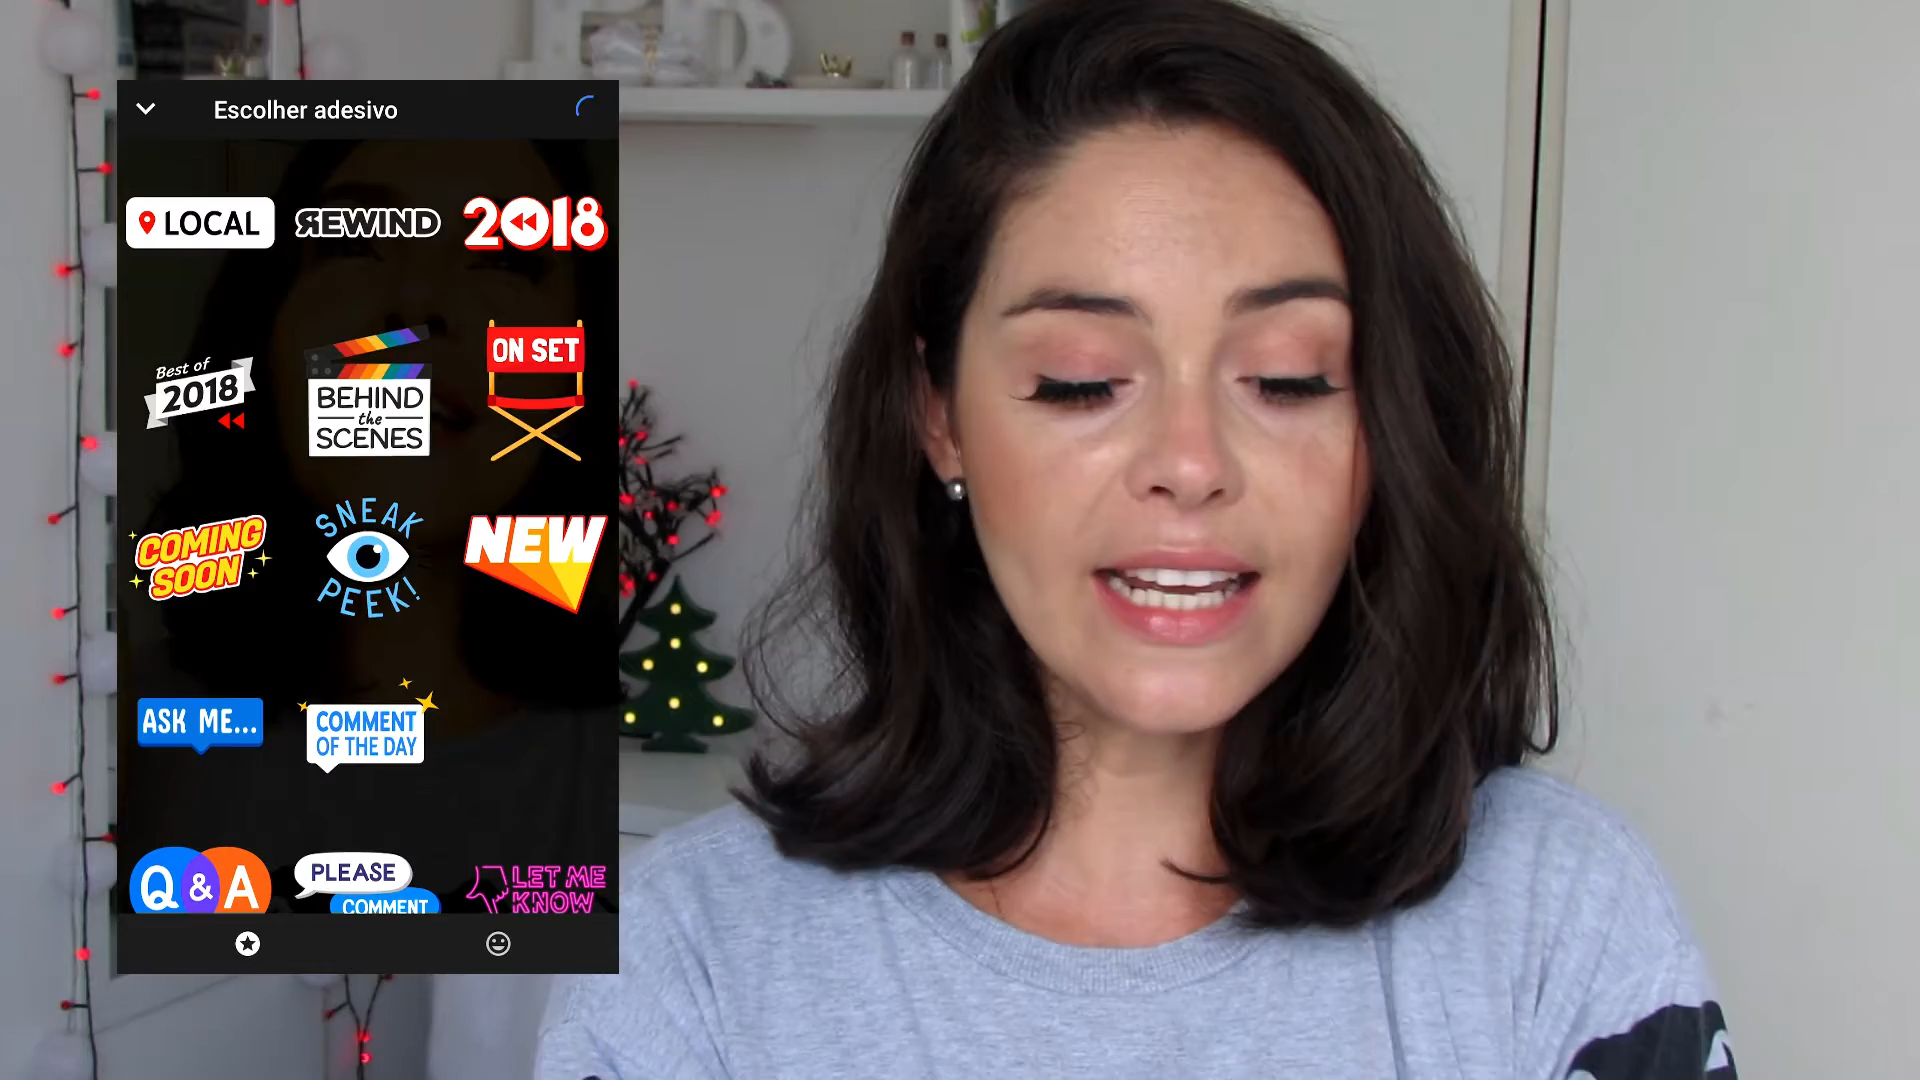 Escolher adesivo
LOCAL
REWIND
2018
Best of
2018
BEHIND
the
SCENES
ON SET
COMING
SOON
SNEAK
PEEK!
NEW
ASK ME...
COMMENT
OF THE DAY
Q & A
PLEASE
COMMENT
LET ME
KNOW